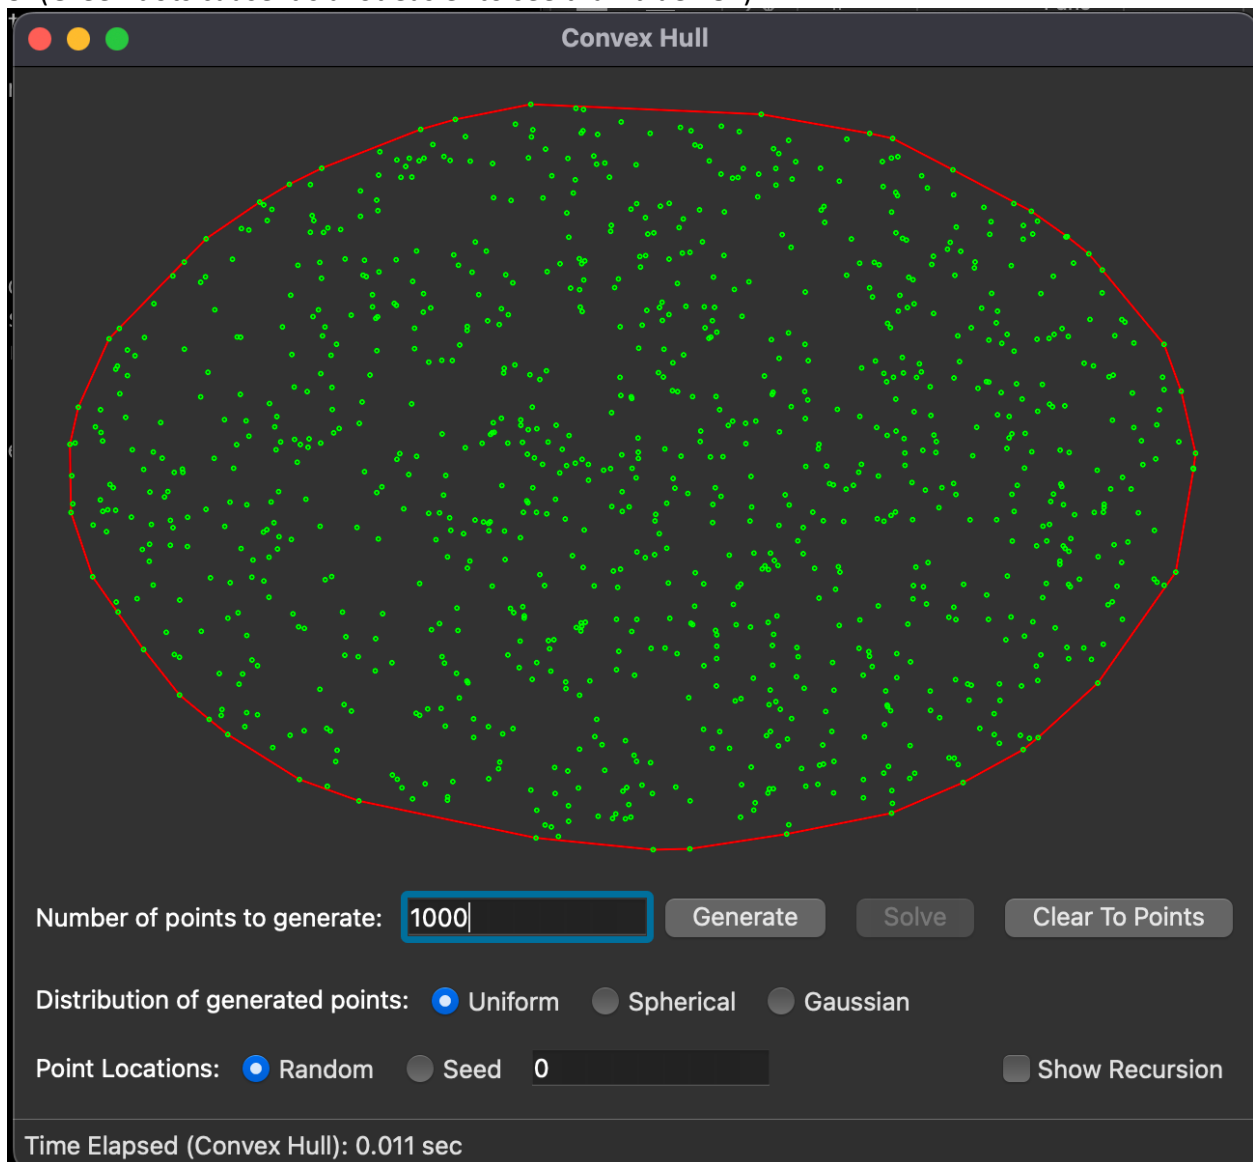 Convex Hull
Number of points to generate: 1000 Generate Solve Clear To Points
Distribution of generated points: Uniform Spherical Gaussian
Point Locations: Random Seed 0 Show Recursion
Time Elapsed (Convex Hull): 0.011 sec